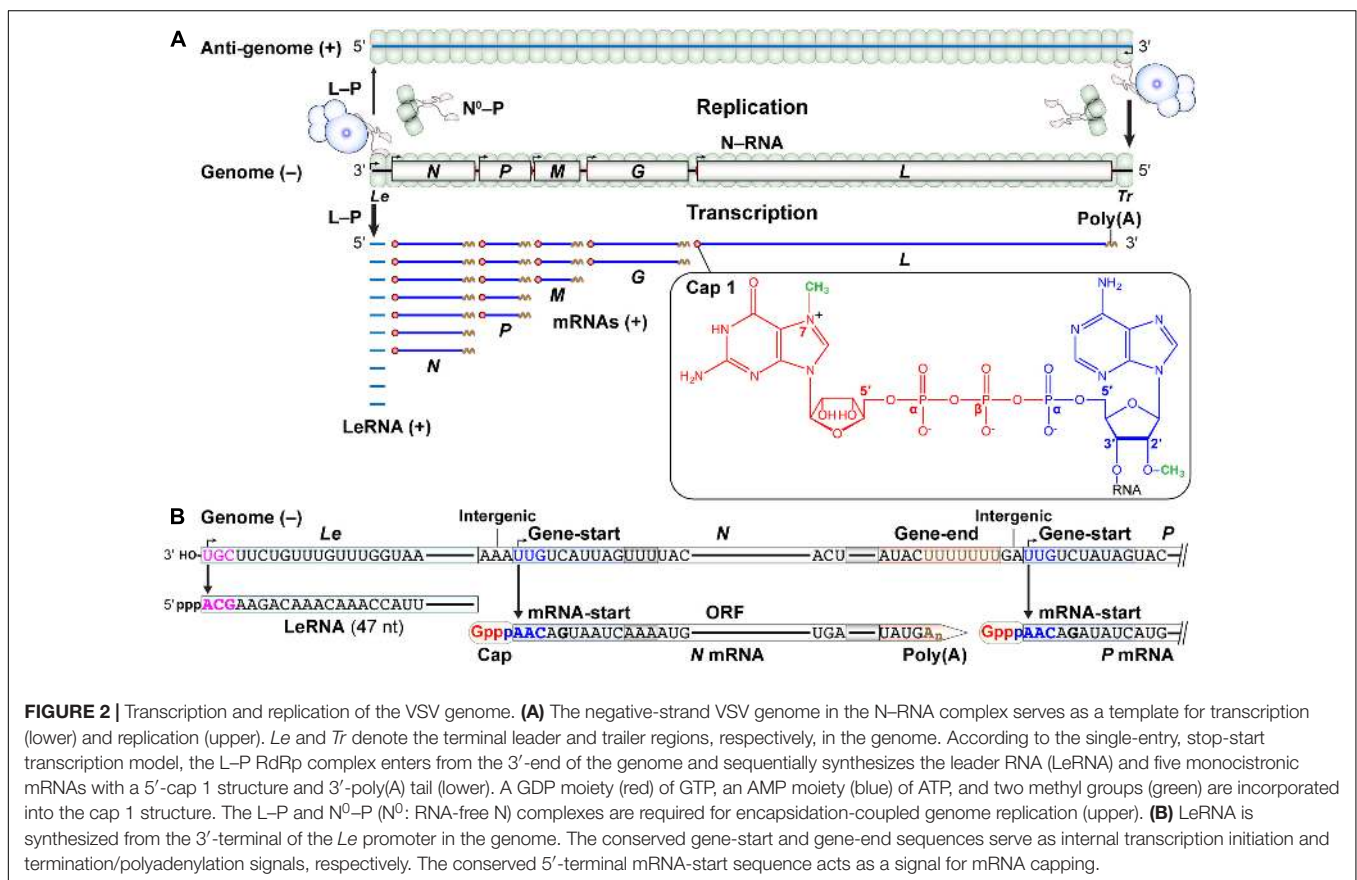 A
Anti-genome (+) 5′ 3′
L–P
N⁰–P
Replication
N–RNA
Genome (–) 3′ N P M G L 5′
Le Tr
L–P
Transcription
Poly(A)
5′ 3′
L
G
Cap 1
M
mRNAs (+)
P
N
LeRNA (+)
O CH₃ NH₂
HN N + N N
7
H₂N N N N N
5′ O O O 5′
OHHO O O P O P O P O O
α β α
O O⁻ O⁻ O⁻ 3′ 2′
O O–CH₃
RNA
B
Genome (–)
Le Intergenic Gene-start N Gene-end Intergenic Gene-start P
3′ HO-UGCUUCUGUUUGUUUGGUAA AAAUUGUCAUUAGUUUUAC ACU AUACUUUUUUUGAUUGUCUAUAGUAC
5′ pppACGAAGACAAACAAACCAUU
LeRNA (47 nt)
mRNA-start ORF mRNA-start
GpppAACAGUAAUCAAAAUG UGA UAUGAₙ GpppAACAGAUAUCAUG
Cap N mRNA Poly(A) P mRNA
FIGURE 2 | Transcription and replication of the VSV genome. (A) The negative-strand VSV genome in the N–RNA complex serves as a template for transcription
(lower) and replication (upper). Le and Tr denote the terminal leader and trailer regions, respectively, in the genome. According to the single-entry, stop-start
transcription model, the L–P RdRp complex enters from the 3′-end of the genome and sequentially synthesizes the leader RNA (LeRNA) and five monocistronic
mRNAs with a 5′-cap 1 structure and 3′-poly(A) tail (lower). A GDP moiety (red) of GTP, an AMP moiety (blue) of ATP, and two methyl groups (green) are incorporated
into the cap 1 structure. The L–P and N⁰–P (N⁰: RNA-free N) complexes are required for encapsidation-coupled genome replication (upper). (B) LeRNA is
synthesized from the 3′-terminal of the Le promoter in the genome. The conserved gene-start and gene-end sequences serve as internal transcription initiation and
termination/polyadenylation signals, respectively. The conserved 5′-terminal mRNA-start sequence acts as a signal for mRNA capping.